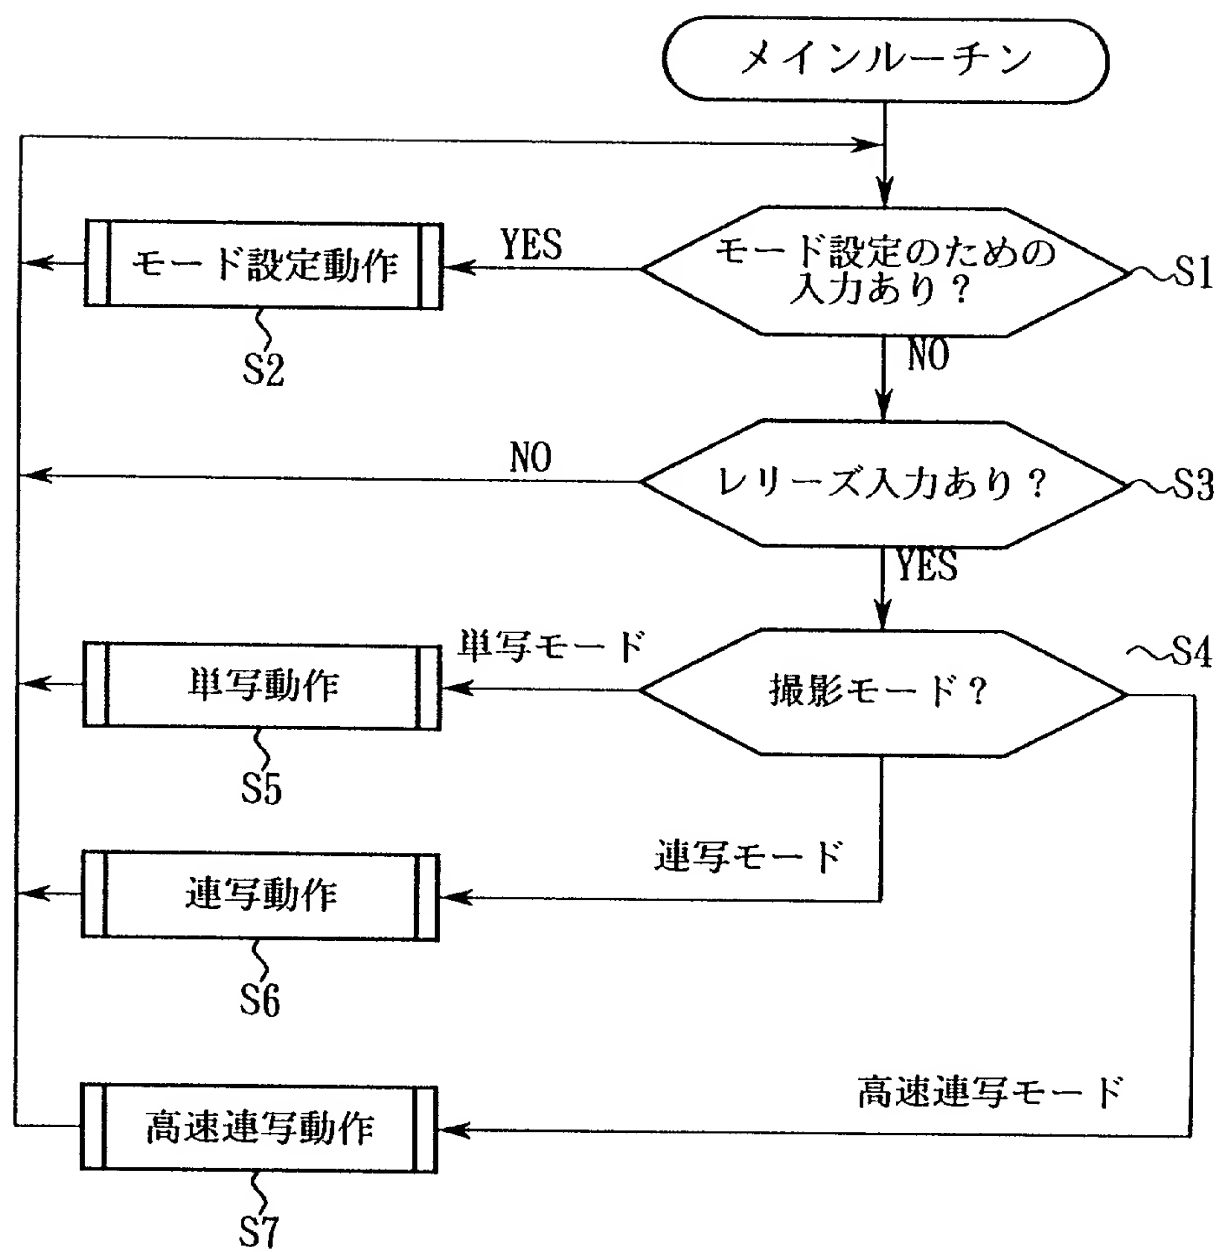 メインルーチン
モード設定のための
入力あり？
S1
YES
モード設定動作
S2
NO
レリーズ入力あり？
S3
NO
YES
撮影モード？
S4
単写モード
単写動作
S5
連写モード
連写動作
S6
高速連写モード
高速連写動作
S7